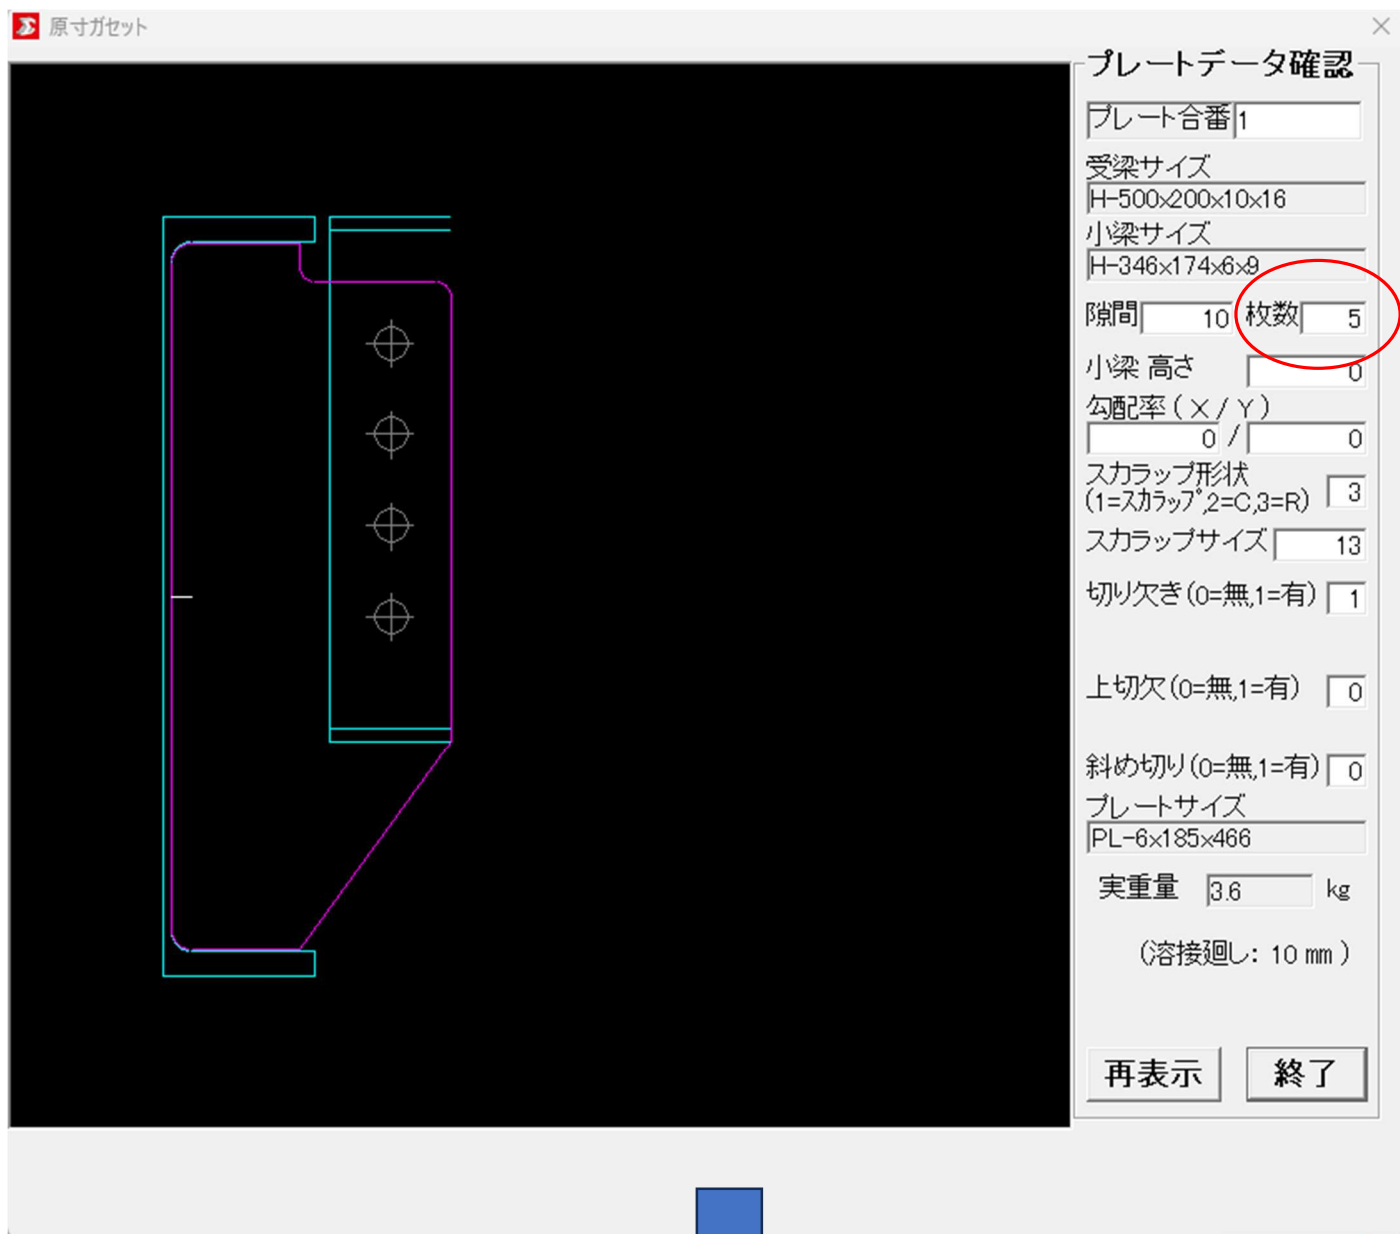 原寸ガセット
プレートデータ確認
プレート合番 1
受梁サイズ
H-500x200x10x16
小梁サイズ
H-346x174x6x9
隙間 10 枚数 5
小梁 高さ 0
勾配率(X/Y)
0 / 0
スカラップ形状
(1=スカラップ,2=C,3=R) 3
スカラップサイズ 13
切り欠き(0=無,1=有) 1
上切欠(0=無,1=有) 0
斜め切り(0=無,1=有) 0
プレートサイズ
PL-6x185x466
実重量 3.6 kg
(溶接廻し: 10 mm )
再表示 終了